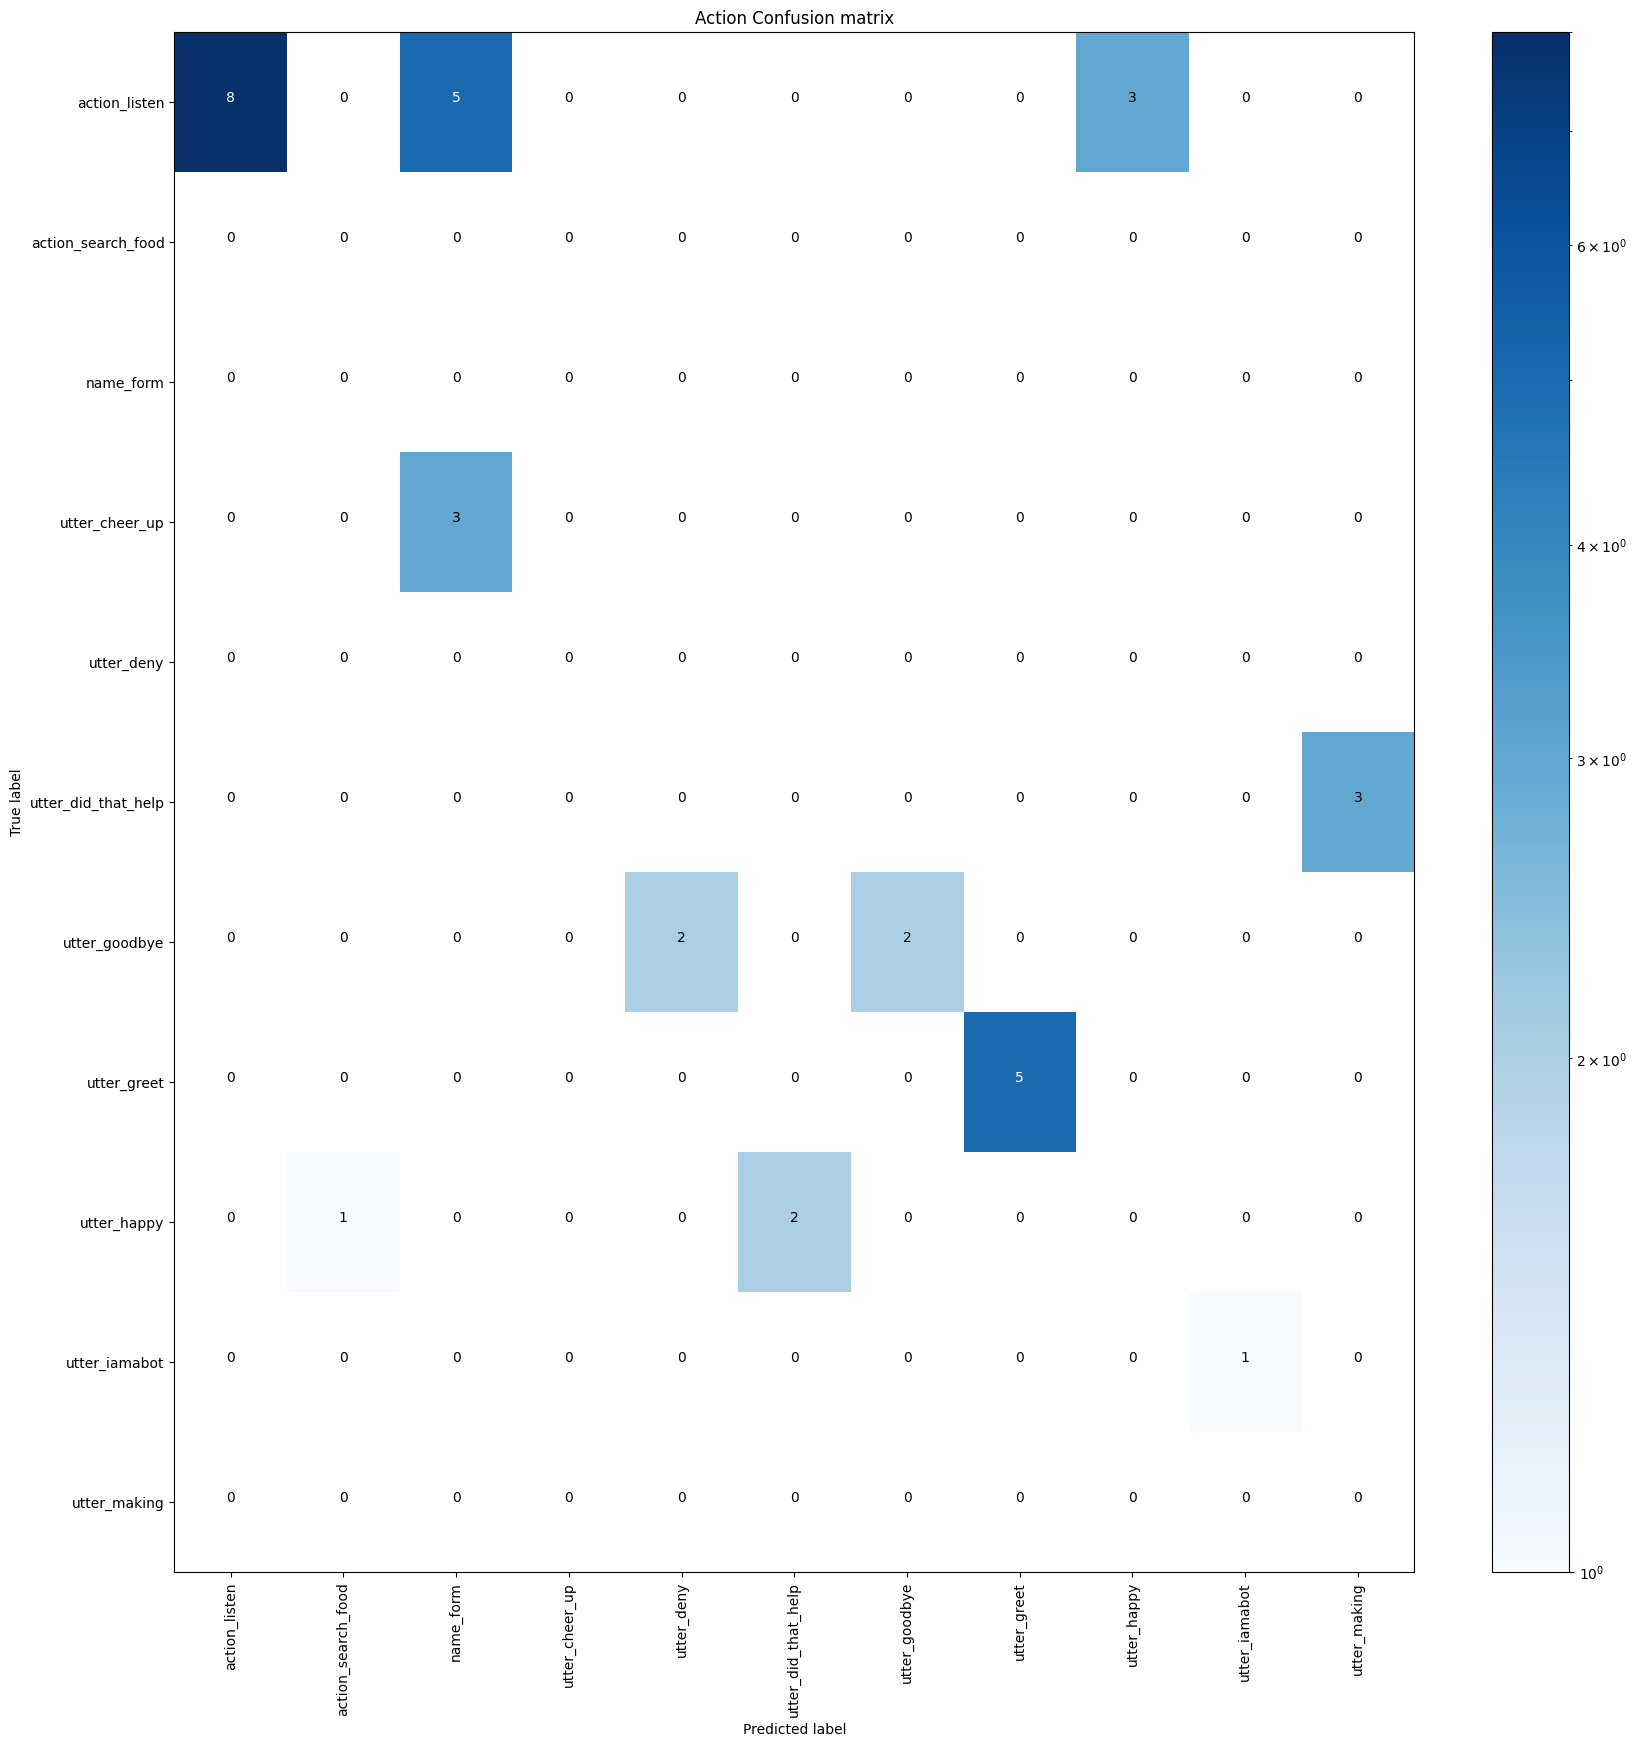 Action Confusion matrix
action_listen 8 0 5 0 0 0 0 0 3 0 0
action_search_food 0 0 0 0 0 0 0 0 0 0 0
name_form 0 0 0 0 0 0 0 0 0 0 0
utter_cheer_up 0 0 3 0 0 0 0 0 0 0 0
utter_deny 0 0 0 0 0 0 0 0 0 0 0
utter_did_that_help 0 0 0 0 0 0 0 0 0 0 3
utter_goodbye 0 0 0 0 2 0 2 0 0 0 0
utter_greet 0 0 0 0 0 0 0 5 0 0 0
utter_happy 0 1 0 0 0 2 0 0 0 0 0
utter_iamabot 0 0 0 0 0 0 0 0 0 1 0
utter_making 0 0 0 0 0 0 0 0 0 0 0
True label
action_listen
action_search_food
name_form
utter_cheer_up
utter_deny
utter_did_that_help
utter_goodbye
utter_greet
utter_happy
utter_iamabot
utter_making
Predicted label
6 × 10⁰
4 × 10⁰
3 × 10⁰
2 × 10⁰
10⁰